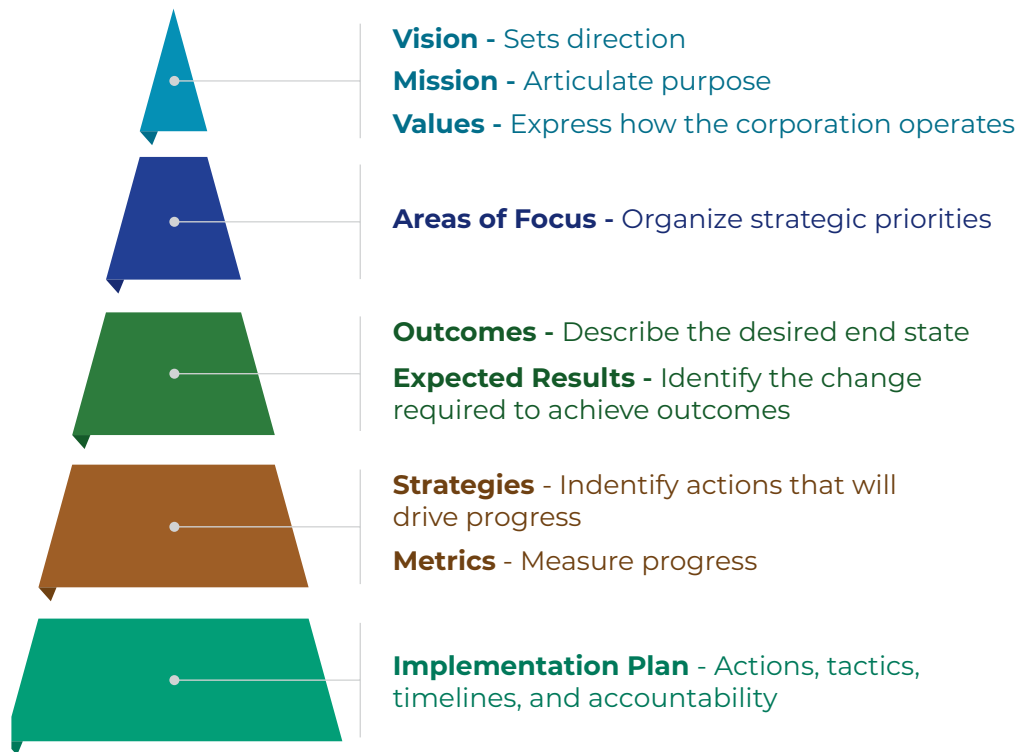 Vision - Sets direction
Mission - Articulate purpose
Values - Express how the corporation operates
Areas of Focus - Organize strategic priorities
Outcomes - Describe the desired end state
Expected Results - Identify the change
required to achieve outcomes
Strategies - Indentify actions that will
drive progress
Metrics - Measure progress
Implementation Plan - Actions, tactics,
timelines, and accountability